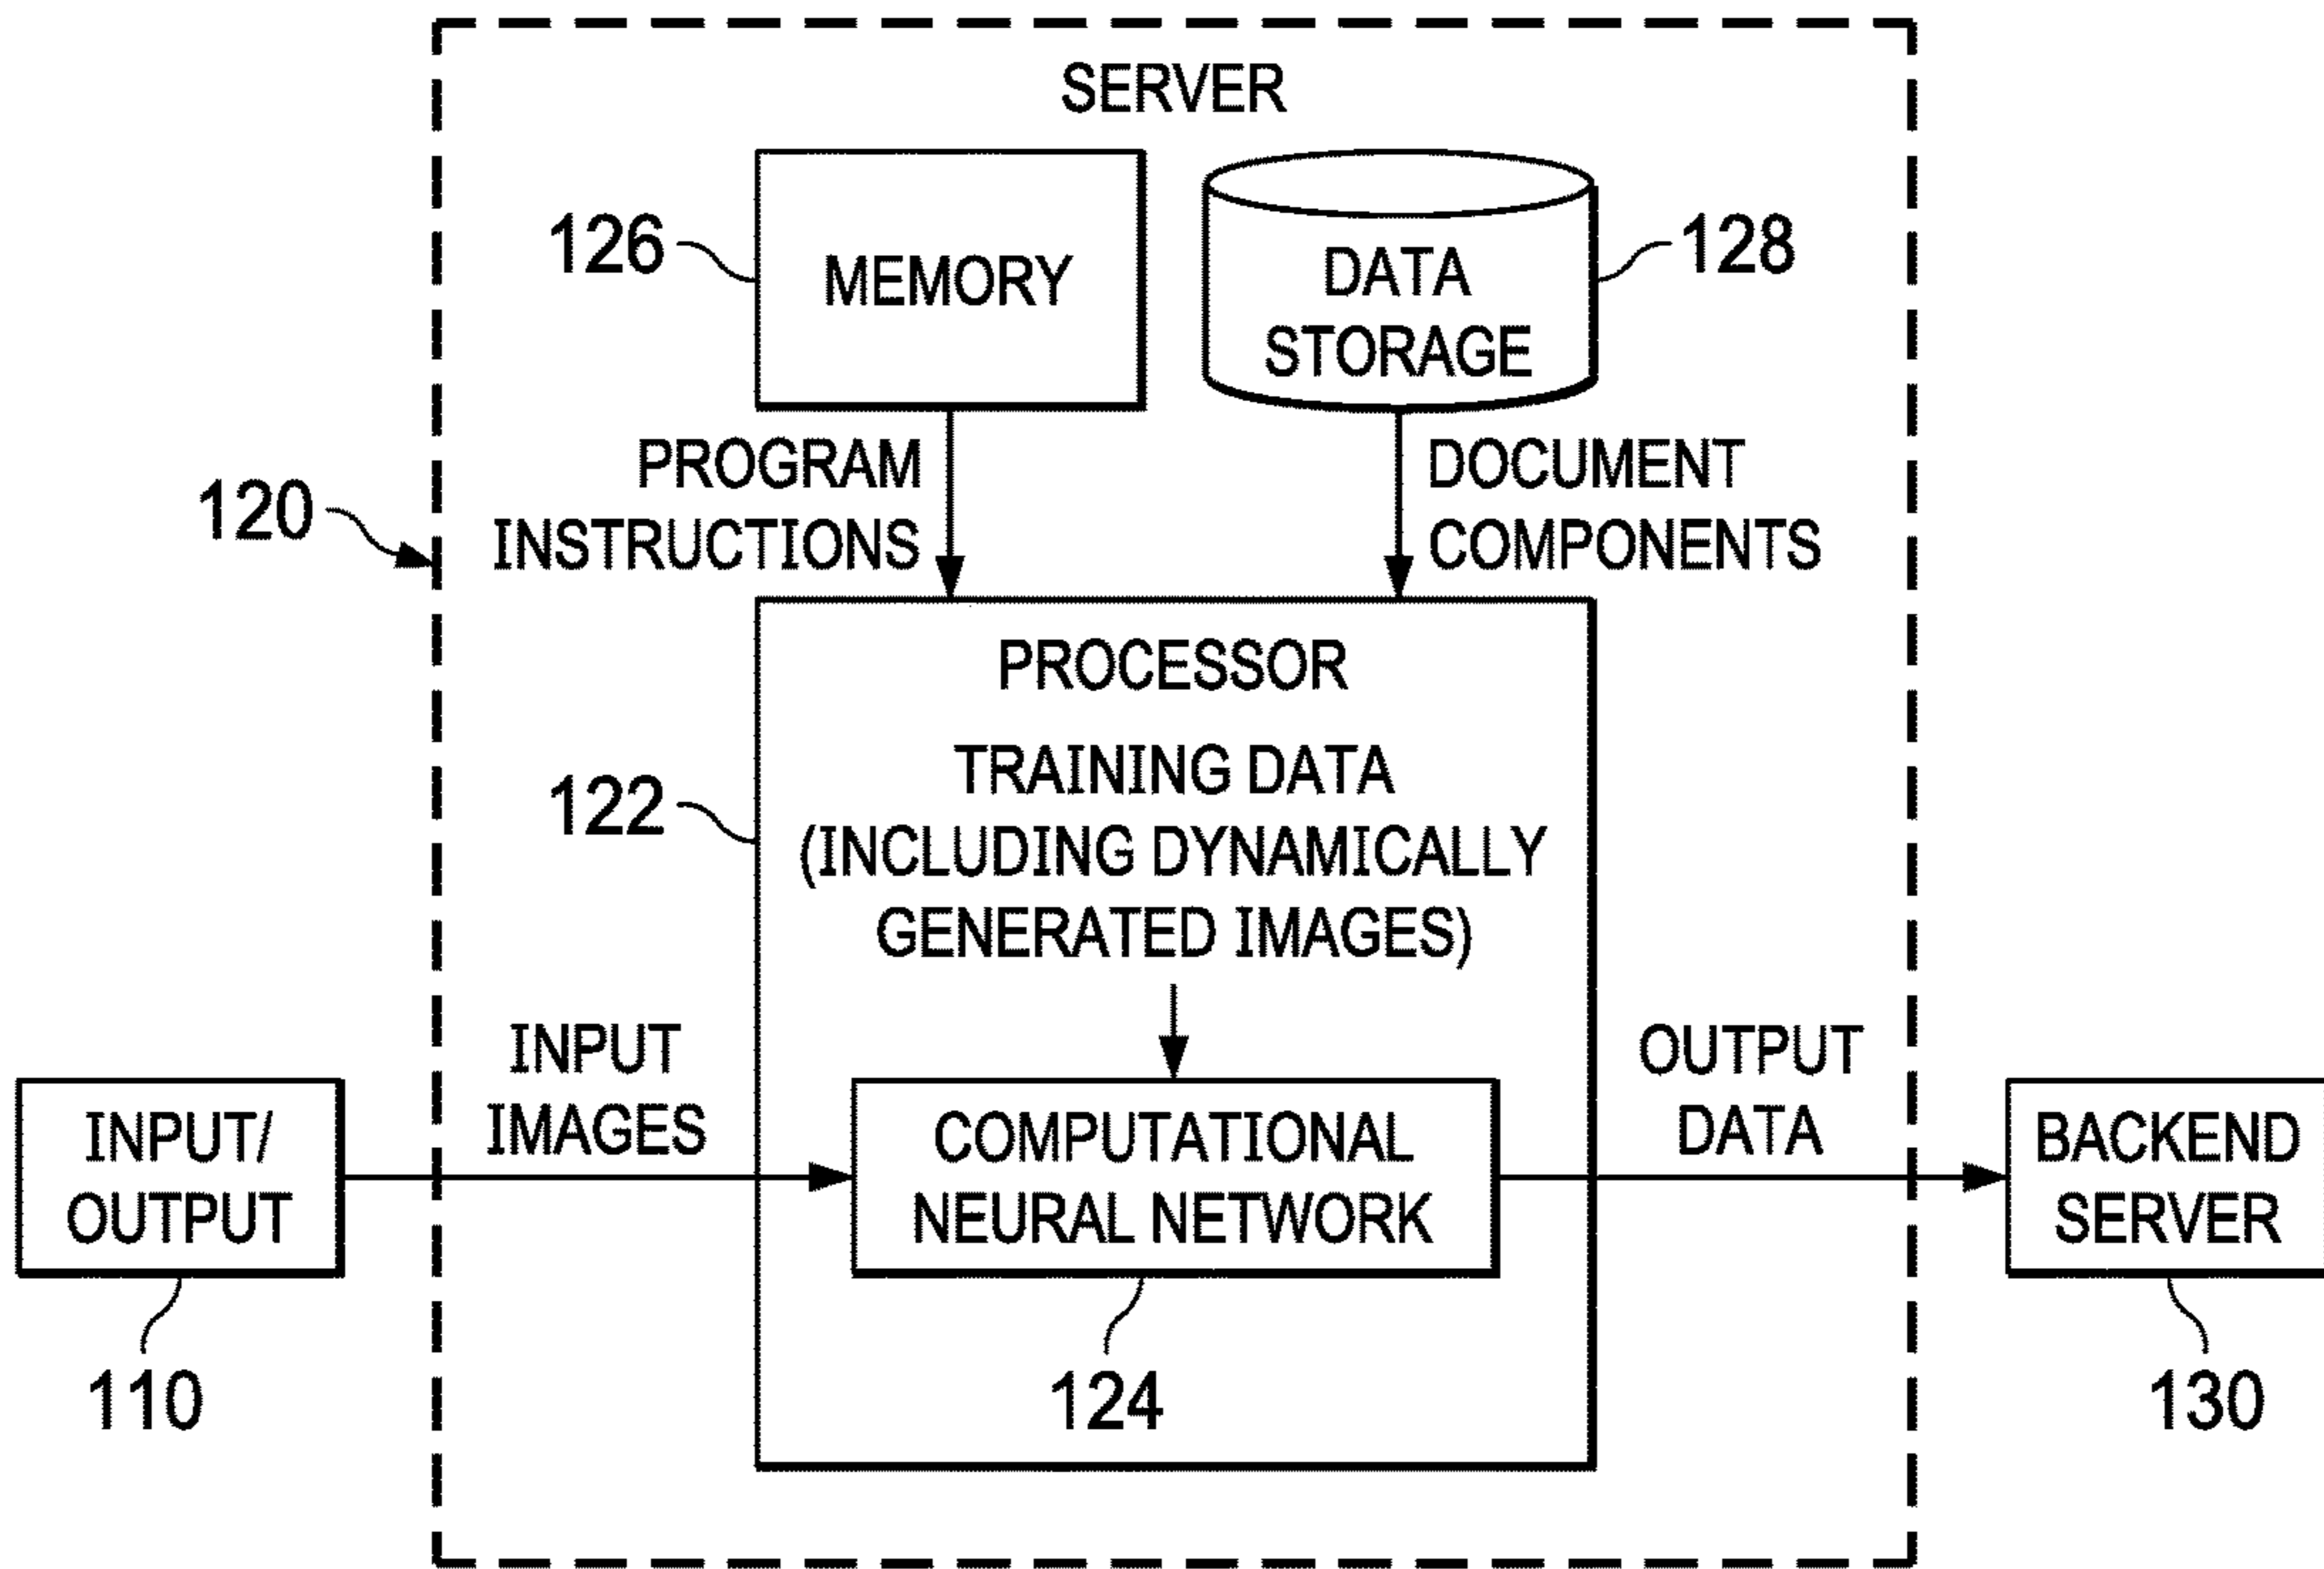 SERVER
126
MEMORY
DATA
STORAGE
128
PROGRAM
INSTRUCTIONS
DOCUMENT
COMPONENTS
120
PROCESSOR
122
TRAINING DATA
(INCLUDING DYNAMICALLY
GENERATED IMAGES)
INPUT/
OUTPUT
110
INPUT
IMAGES
COMPUTATIONAL
NEURAL NETWORK
124
OUTPUT
DATA
BACKEND
SERVER
130